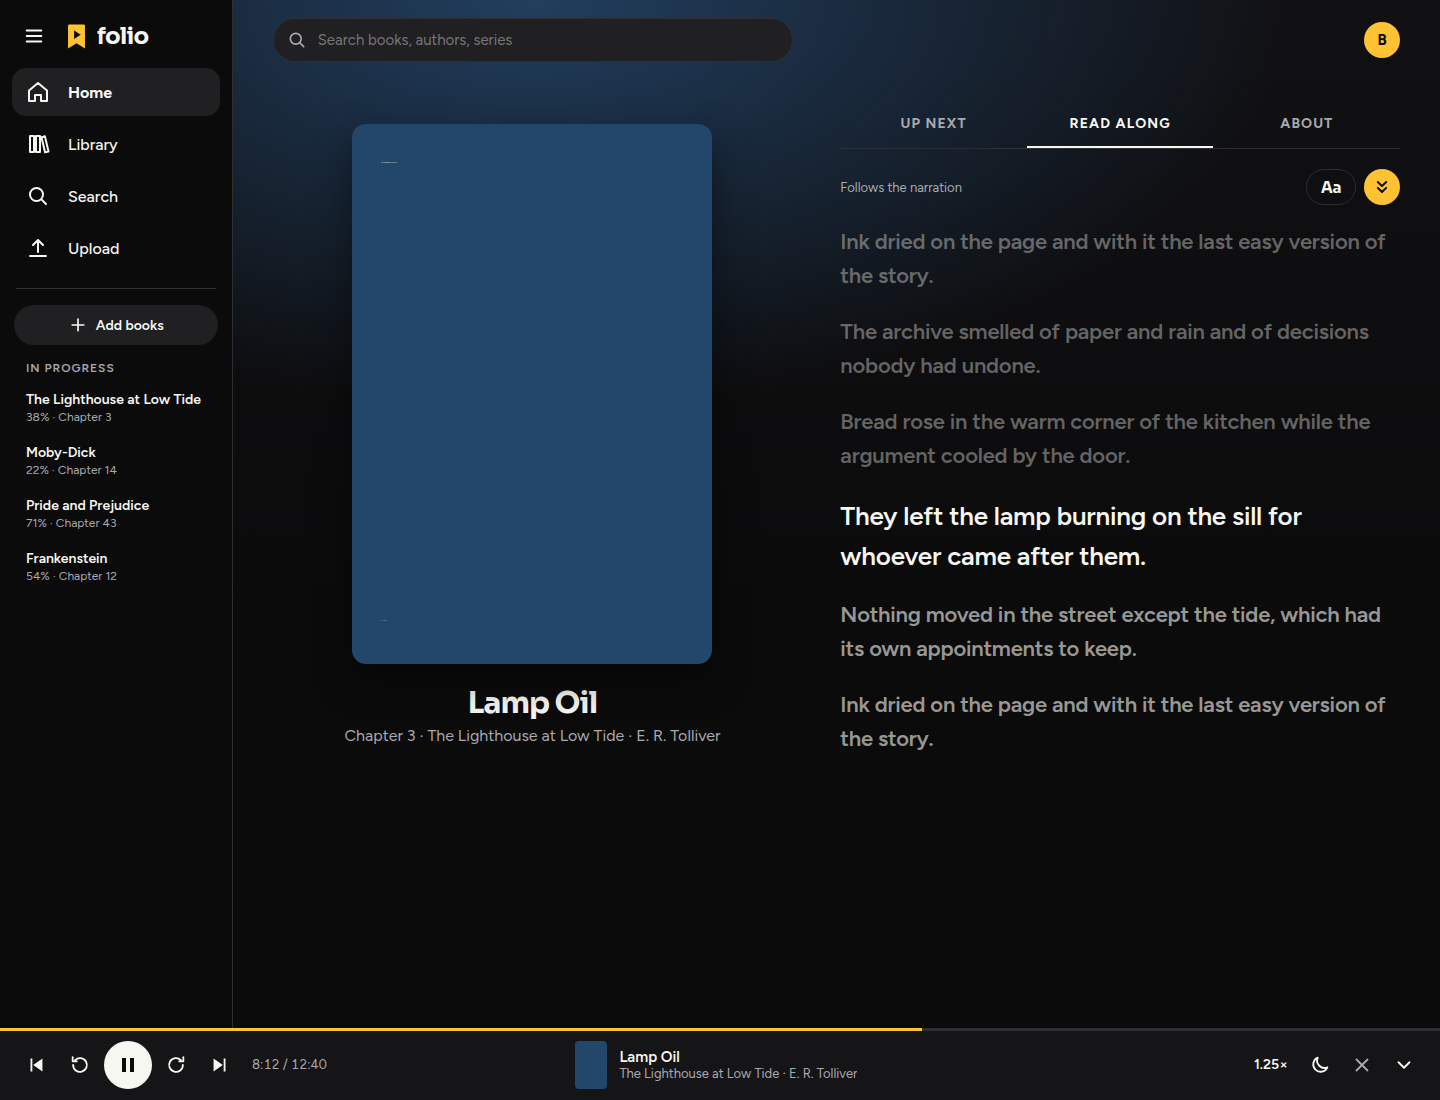 folio
Search books, authors, series
B
Home
Library
Search
Upload
Add books
IN PROGRESS
The Lighthouse at Low Tide
38% · Chapter 3
Moby-Dick
22% · Chapter 14
Pride and Prejudice
71% · Chapter 43
Frankenstein
54% · Chapter 12
Lamp Oil
Chapter 3 · The Lighthouse at Low Tide · E. R. Tolliver
UP NEXT
READ ALONG
ABOUT
Follows the narration
Aa
Ink dried on the page and with it the last easy version of
the story.
The archive smelled of paper and rain and of decisions
nobody had undone.
Bread rose in the warm corner of the kitchen while the
argument cooled by the door.
They left the lamp burning on the sill for
whoever came after them.
Nothing moved in the street except the tide, which had
its own appointments to keep.
Ink dried on the page and with it the last easy version of
the story.
8:12 / 12:40
Lamp Oil
The Lighthouse at Low Tide · E. R. Tolliver
1.25×